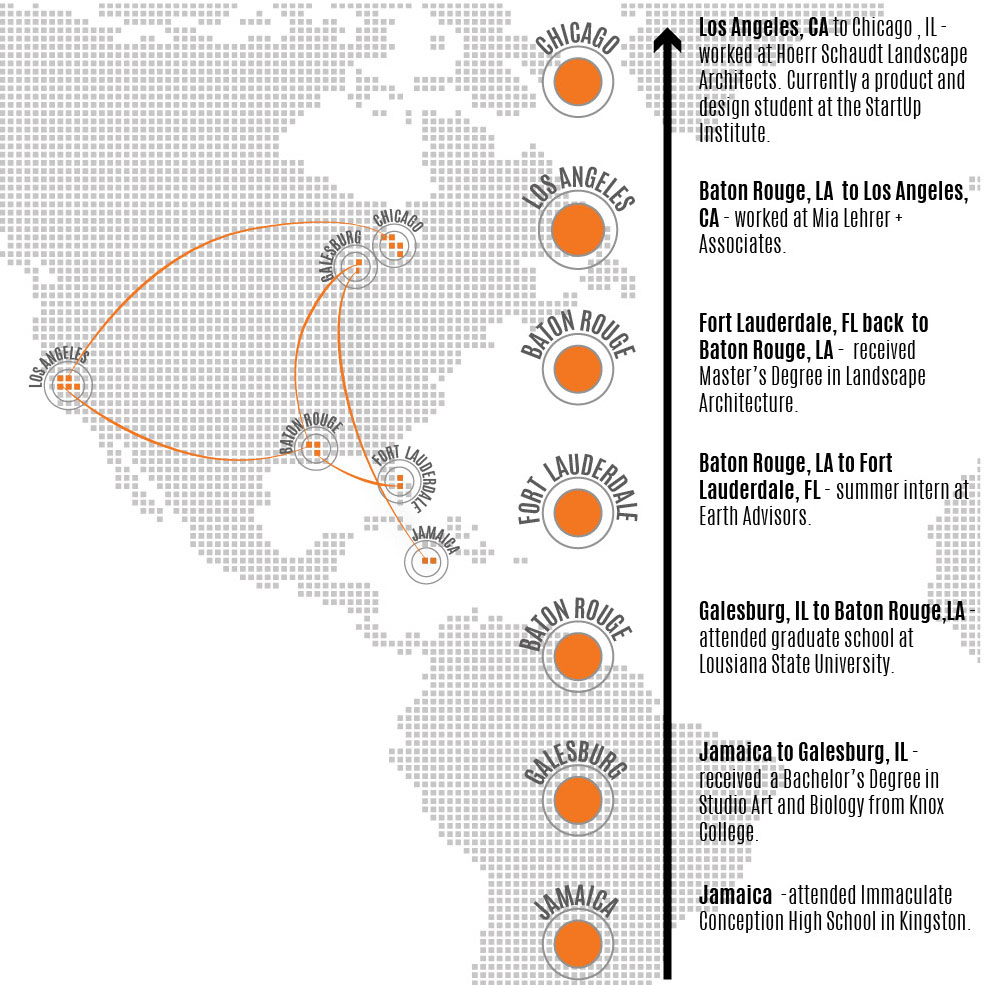 CHICAGO
Los Angeles, CA to Chicago , IL -
worked at Hoerr Schaudt Landscape
Architects. Currently a product and
design student at the StartUp
Institute.
LOS ANGELES
Baton Rouge, LA to Los Angeles,
CA - worked at Mia Lehrer +
Associates.
CHICAGO
GALESBURG
LOS ANGELES
BATON ROUGE
FORT LAUDERDALE
JAMAICA
BATON ROUGE
Fort Lauderdale, FL back to
Baton Rouge, LA - received
Master's Degree in Landscape
Architecture.
FORT LAUDERDALE
Baton Rouge, LA to Fort
Lauderdale, FL - summer intern at
Earth Advisors.
BATON ROUGE
Galesburg, IL to Baton Rouge,LA -
attended graduate school at
Lousiana State University.
GALESBURG
Jamaica to Galesburg, IL -
received a Bachelor's Degree in
Studio Art and Biology from Knox
College.
JAMAICA
Jamaica -attended Immaculate
Conception High School in Kingston.